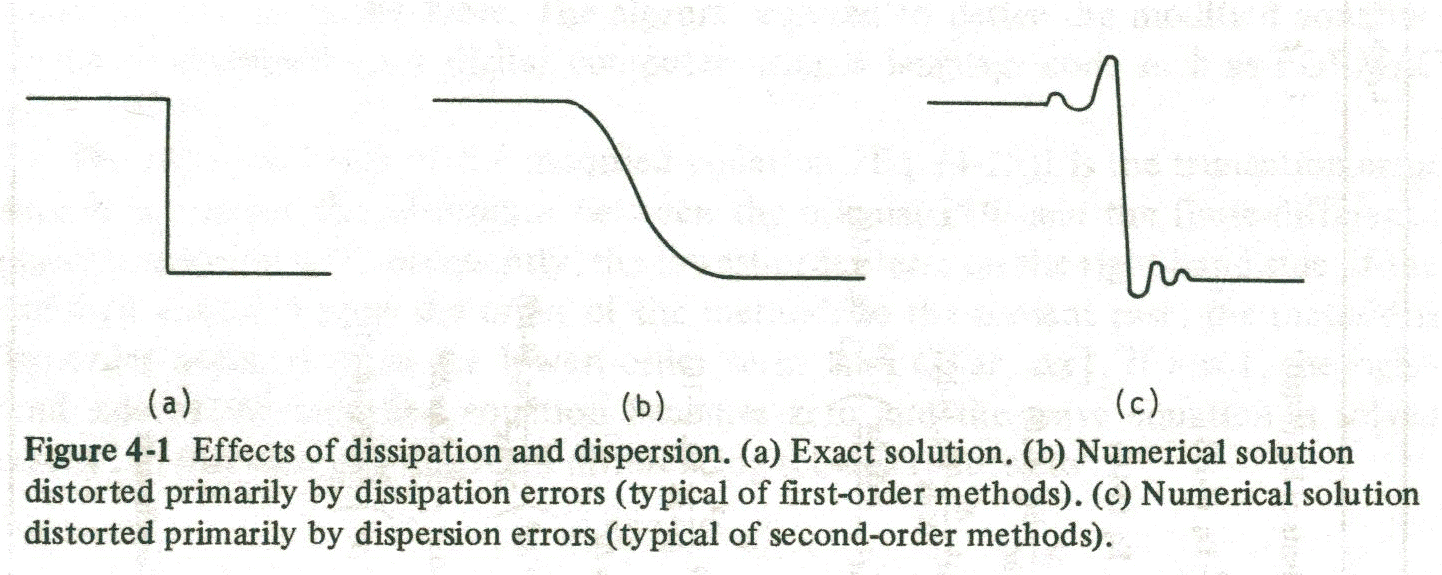 (a) (b) (c)
Figure 4-1 Effects of dissipation and dispersion. (a) Exact solution. (b) Numerical solution
distorted primarily by dissipation errors (typical of first-order methods). (c) Numerical solution
distorted primarily by dispersion errors (typical of second-order methods).